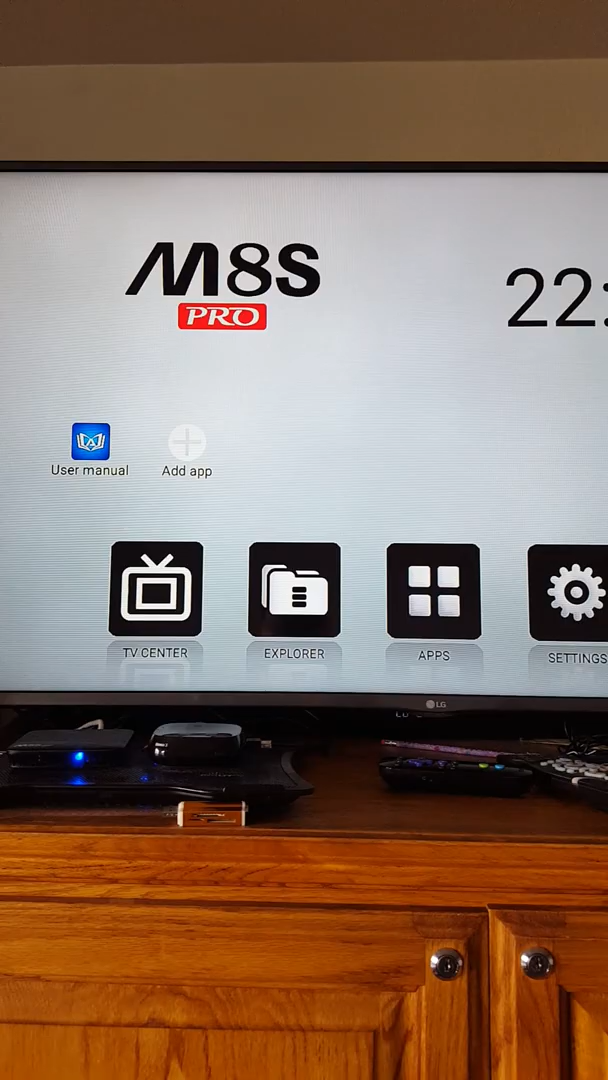 M8S
PRO
22:
User manual
Add app
TV CENTER
EXPLORER
APPS
SETTINGS
LG